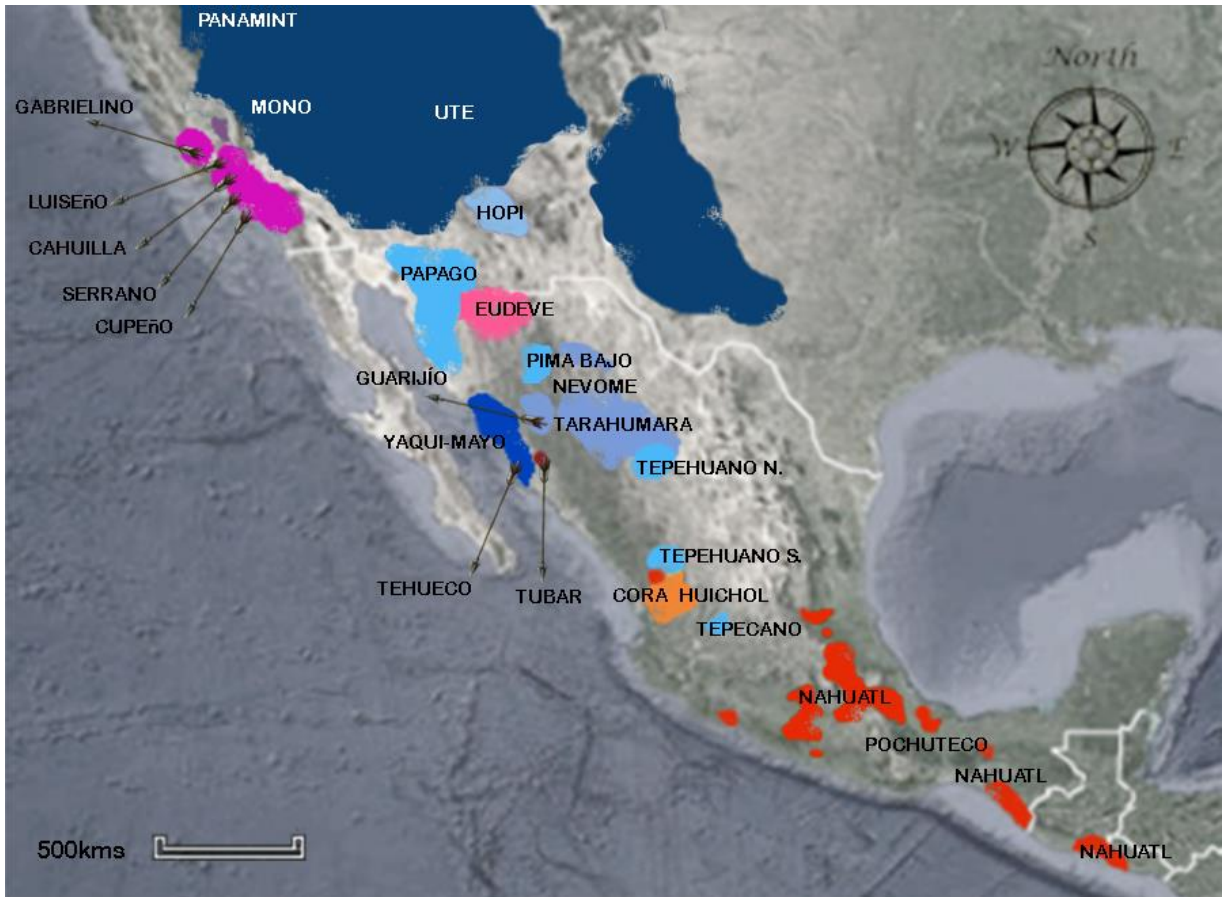 PANAMINT
North
GABRIELINO
MONO
UTE
W
E
LUISEñO
HOPI
CAHUILLA
S
PAPAGO
SERRANO
EUDEVE
CUPEñO
PIMA BAJO
GUARIJÍO
NEVOME
TARAHUMARA
YAQUI-MAYO
TEPEHUANO N.
TEPEHUANO S.
TEHUECO
TUBAR
CORA HUICHOL
TEPECANO
NAHUATL
POCHUTECO
NAHUATL
500kms
NAHUATL